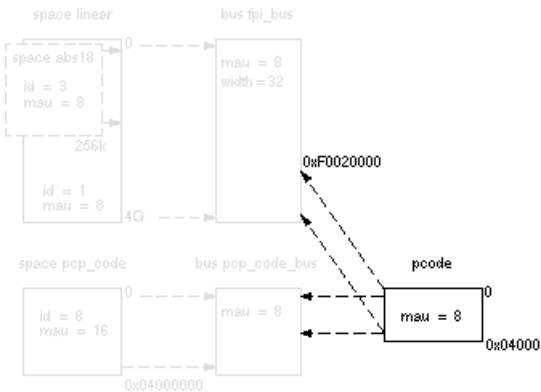 space linear
bus fpi_bus
0
space abs18
id = 3
mau = 8
mau = 8
width = 32
256k
0xF0020000
id = 1
mau = 8
4G
space pcp_code
bus pcp_code_bus
pcode
0
0
id = 8
mau = 16
mau = 8
mau = 8
0x04000
0x04000000